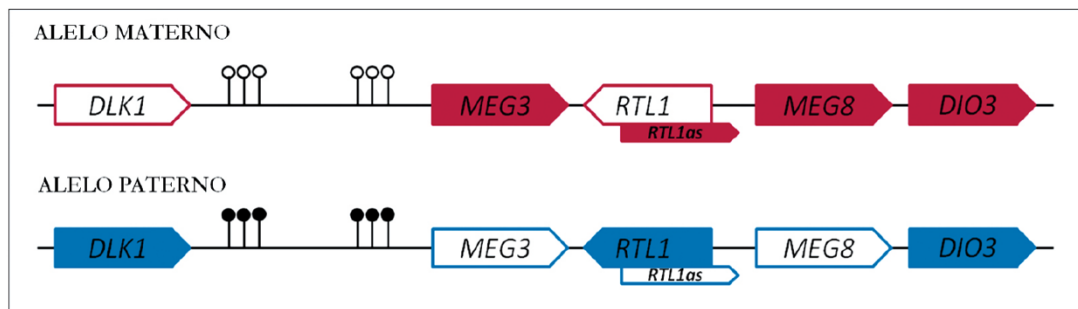 ALELO MATERNO
DLK1 MEG3 RTL1 MEG8 DIO3
RTL1as
ALELO PATERNO
DLK1 MEG3 RTL1 MEG8 DIO3
RTL1as